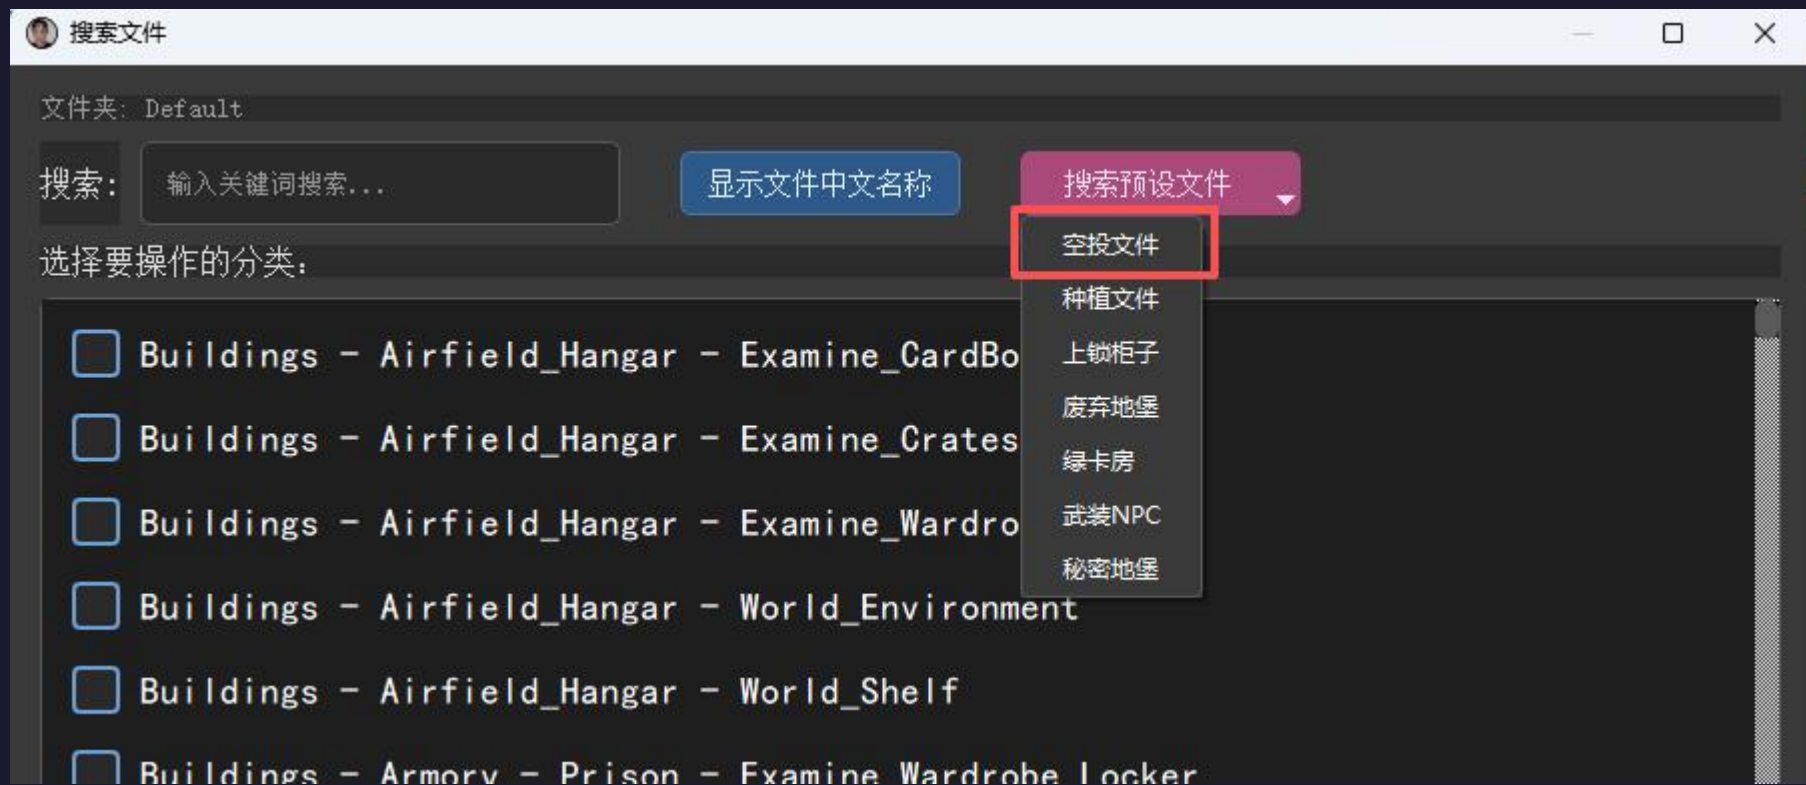 搜索文件
文件夹: Default
搜索:
输入关键词搜索...
显示文件中文名称
搜索预设文件
空投文件
种植文件
上锁柜子
废弃地堡
绿卡房
武装NPC
秘密地堡
选择要操作的分类:
Buildings - Airfield_Hangar - Examine_CardBo
Buildings - Airfield_Hangar - Examine_Crates
Buildings - Airfield_Hangar - Examine_Wardro
Buildings - Airfield_Hangar - World_Environment
Buildings - Airfield_Hangar - World_Shelf
Buildings - Armory - Prison - Examine_Wardrobe_Locker